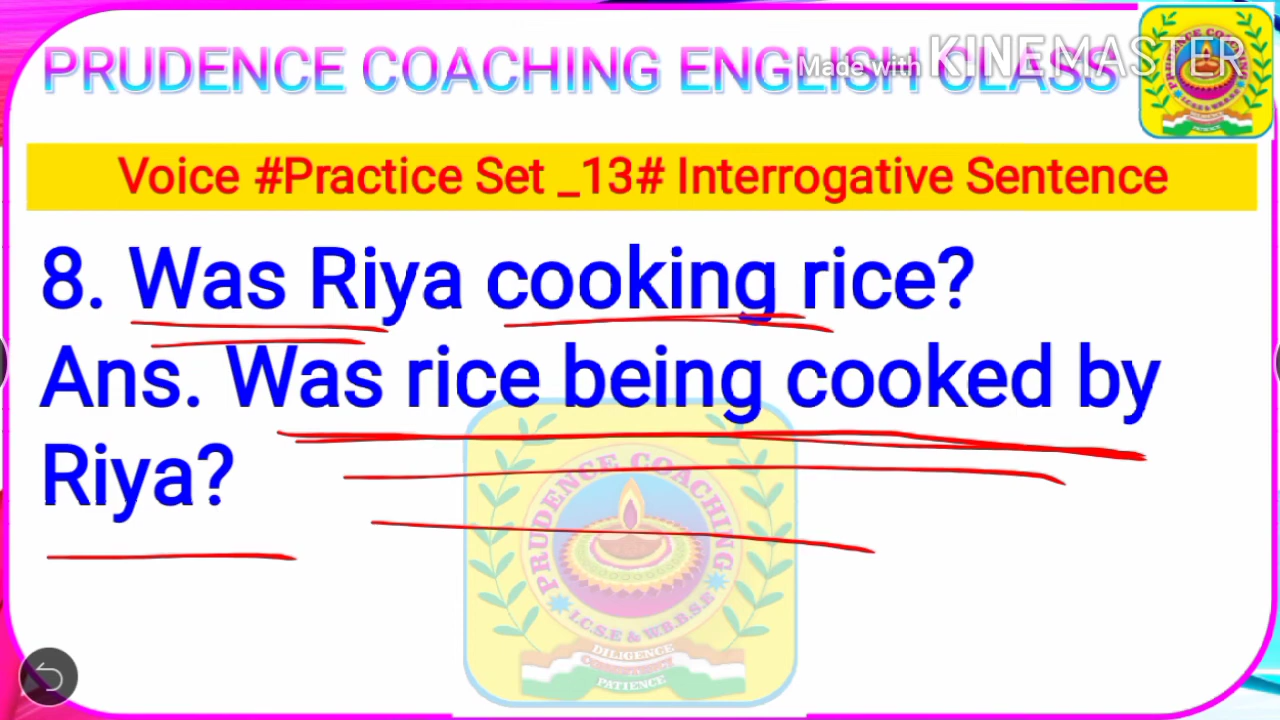 PRUDENCE COACHING ENGLISH CLASS
Made with KINEMASTER
Voice #Practice Set _13# Interrogative Sentence
8. Was Riya cooking rice?
Ans. Was rice being cooked by
Riya?
PRUDENCE COACHING
I.C.S.E & W.B.B.S.E
DILIGENCE
PATIENCE